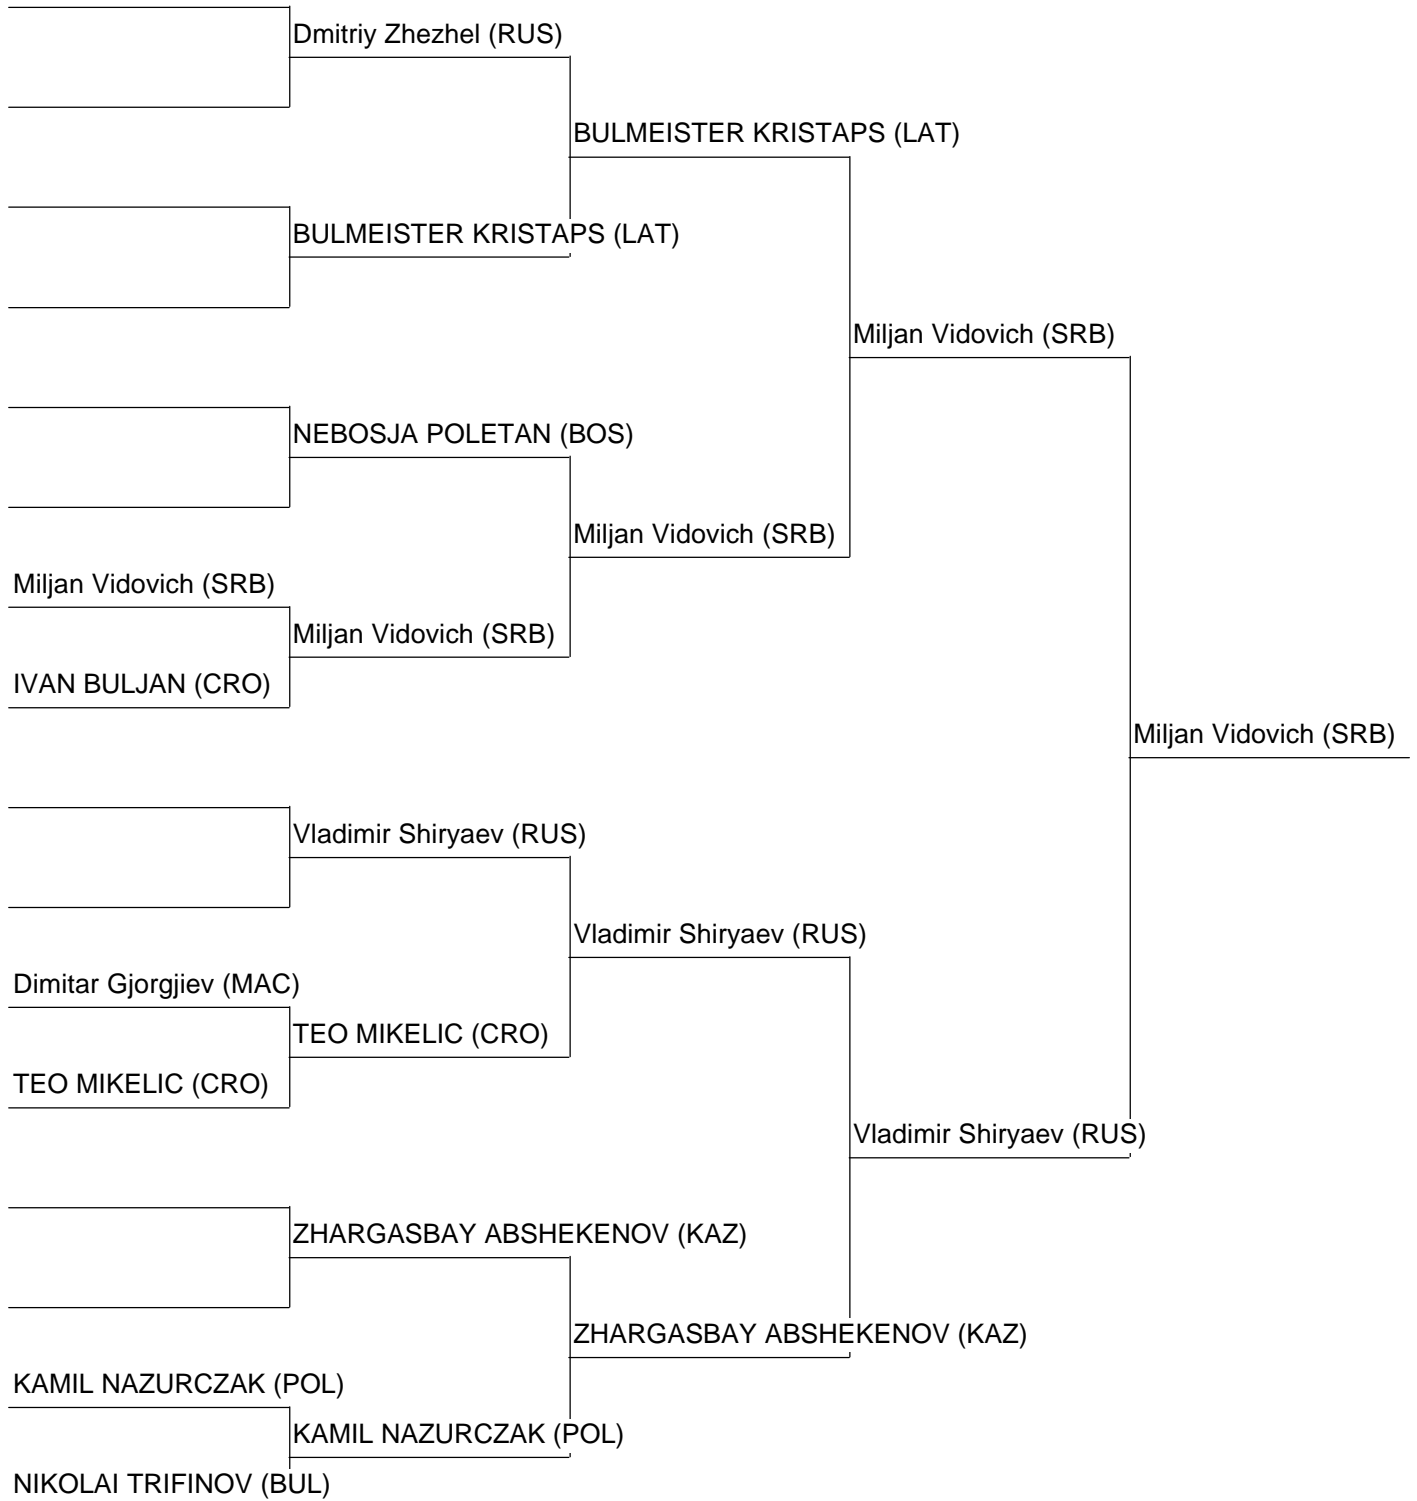 Dmitriy Zhezhel (RUS)
BULMEISTER KRISTAPS (LAT)
BULMEISTER KRISTAPS (LAT)
Miljan Vidovich (SRB)
NEBOSJA POLETAN (BOS)
Miljan Vidovich (SRB)
Miljan Vidovich (SRB)
Miljan Vidovich (SRB)
IVAN BULJAN (CRO)
Miljan Vidovich (SRB)
Vladimir Shiryaev (RUS)
Vladimir Shiryaev (RUS)
Dimitar Gjorgjiev (MAC)
TEO MIKELIC (CRO)
TEO MIKELIC (CRO)
Vladimir Shiryaev (RUS)
ZHARGASBAY ABSHEKENOV (KAZ)
ZHARGASBAY ABSHEKENOV (KAZ)
KAMIL NAZURCZAK (POL)
KAMIL NAZURCZAK (POL)
NIKOLAI TRIFINOV (BUL)